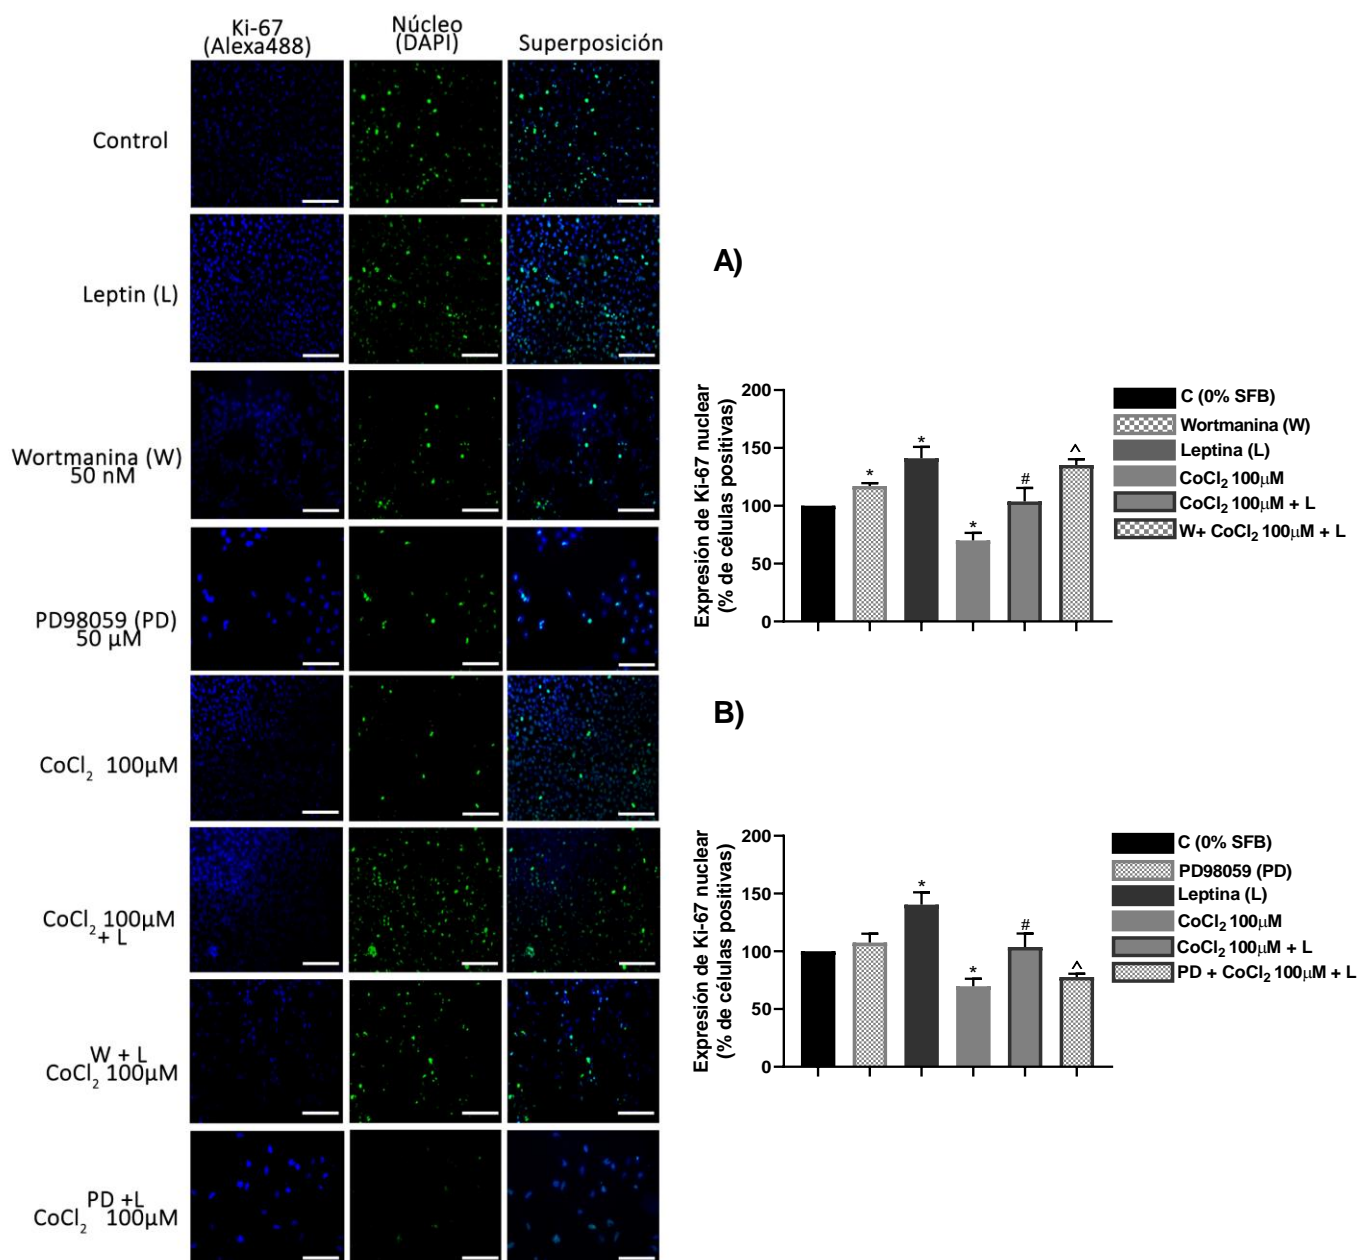 Ki-67
(Alexa488)
Núcleo
(DAPI)
Superposición
Control
Leptin (L)
Wortmanina (W)
50 nM
PD98059 (PD)
50 µM
CoCl₂ 100µM
CoCl₂ 100µM
+ L
W + L
CoCl₂ 100µM
PD +L
CoCl₂ 100µM
A)
Expresión de Ki-67 nuclear
(% de células positivas)
200
150
100
50
0
*
*
*
#
^
C (0% SFB)
Wortmanina (W)
Leptina (L)
CoCl₂ 100µM
CoCl₂ 100µM + L
W+ CoCl₂ 100µM + L
B)
Expresión de Ki-67 nuclear
(% de células positivas)
200
150
100
50
0
*
*
#
^
C (0% SFB)
PD98059 (PD)
Leptina (L)
CoCl₂ 100µM
CoCl₂ 100µM + L
PD + CoCl₂ 100µM + L